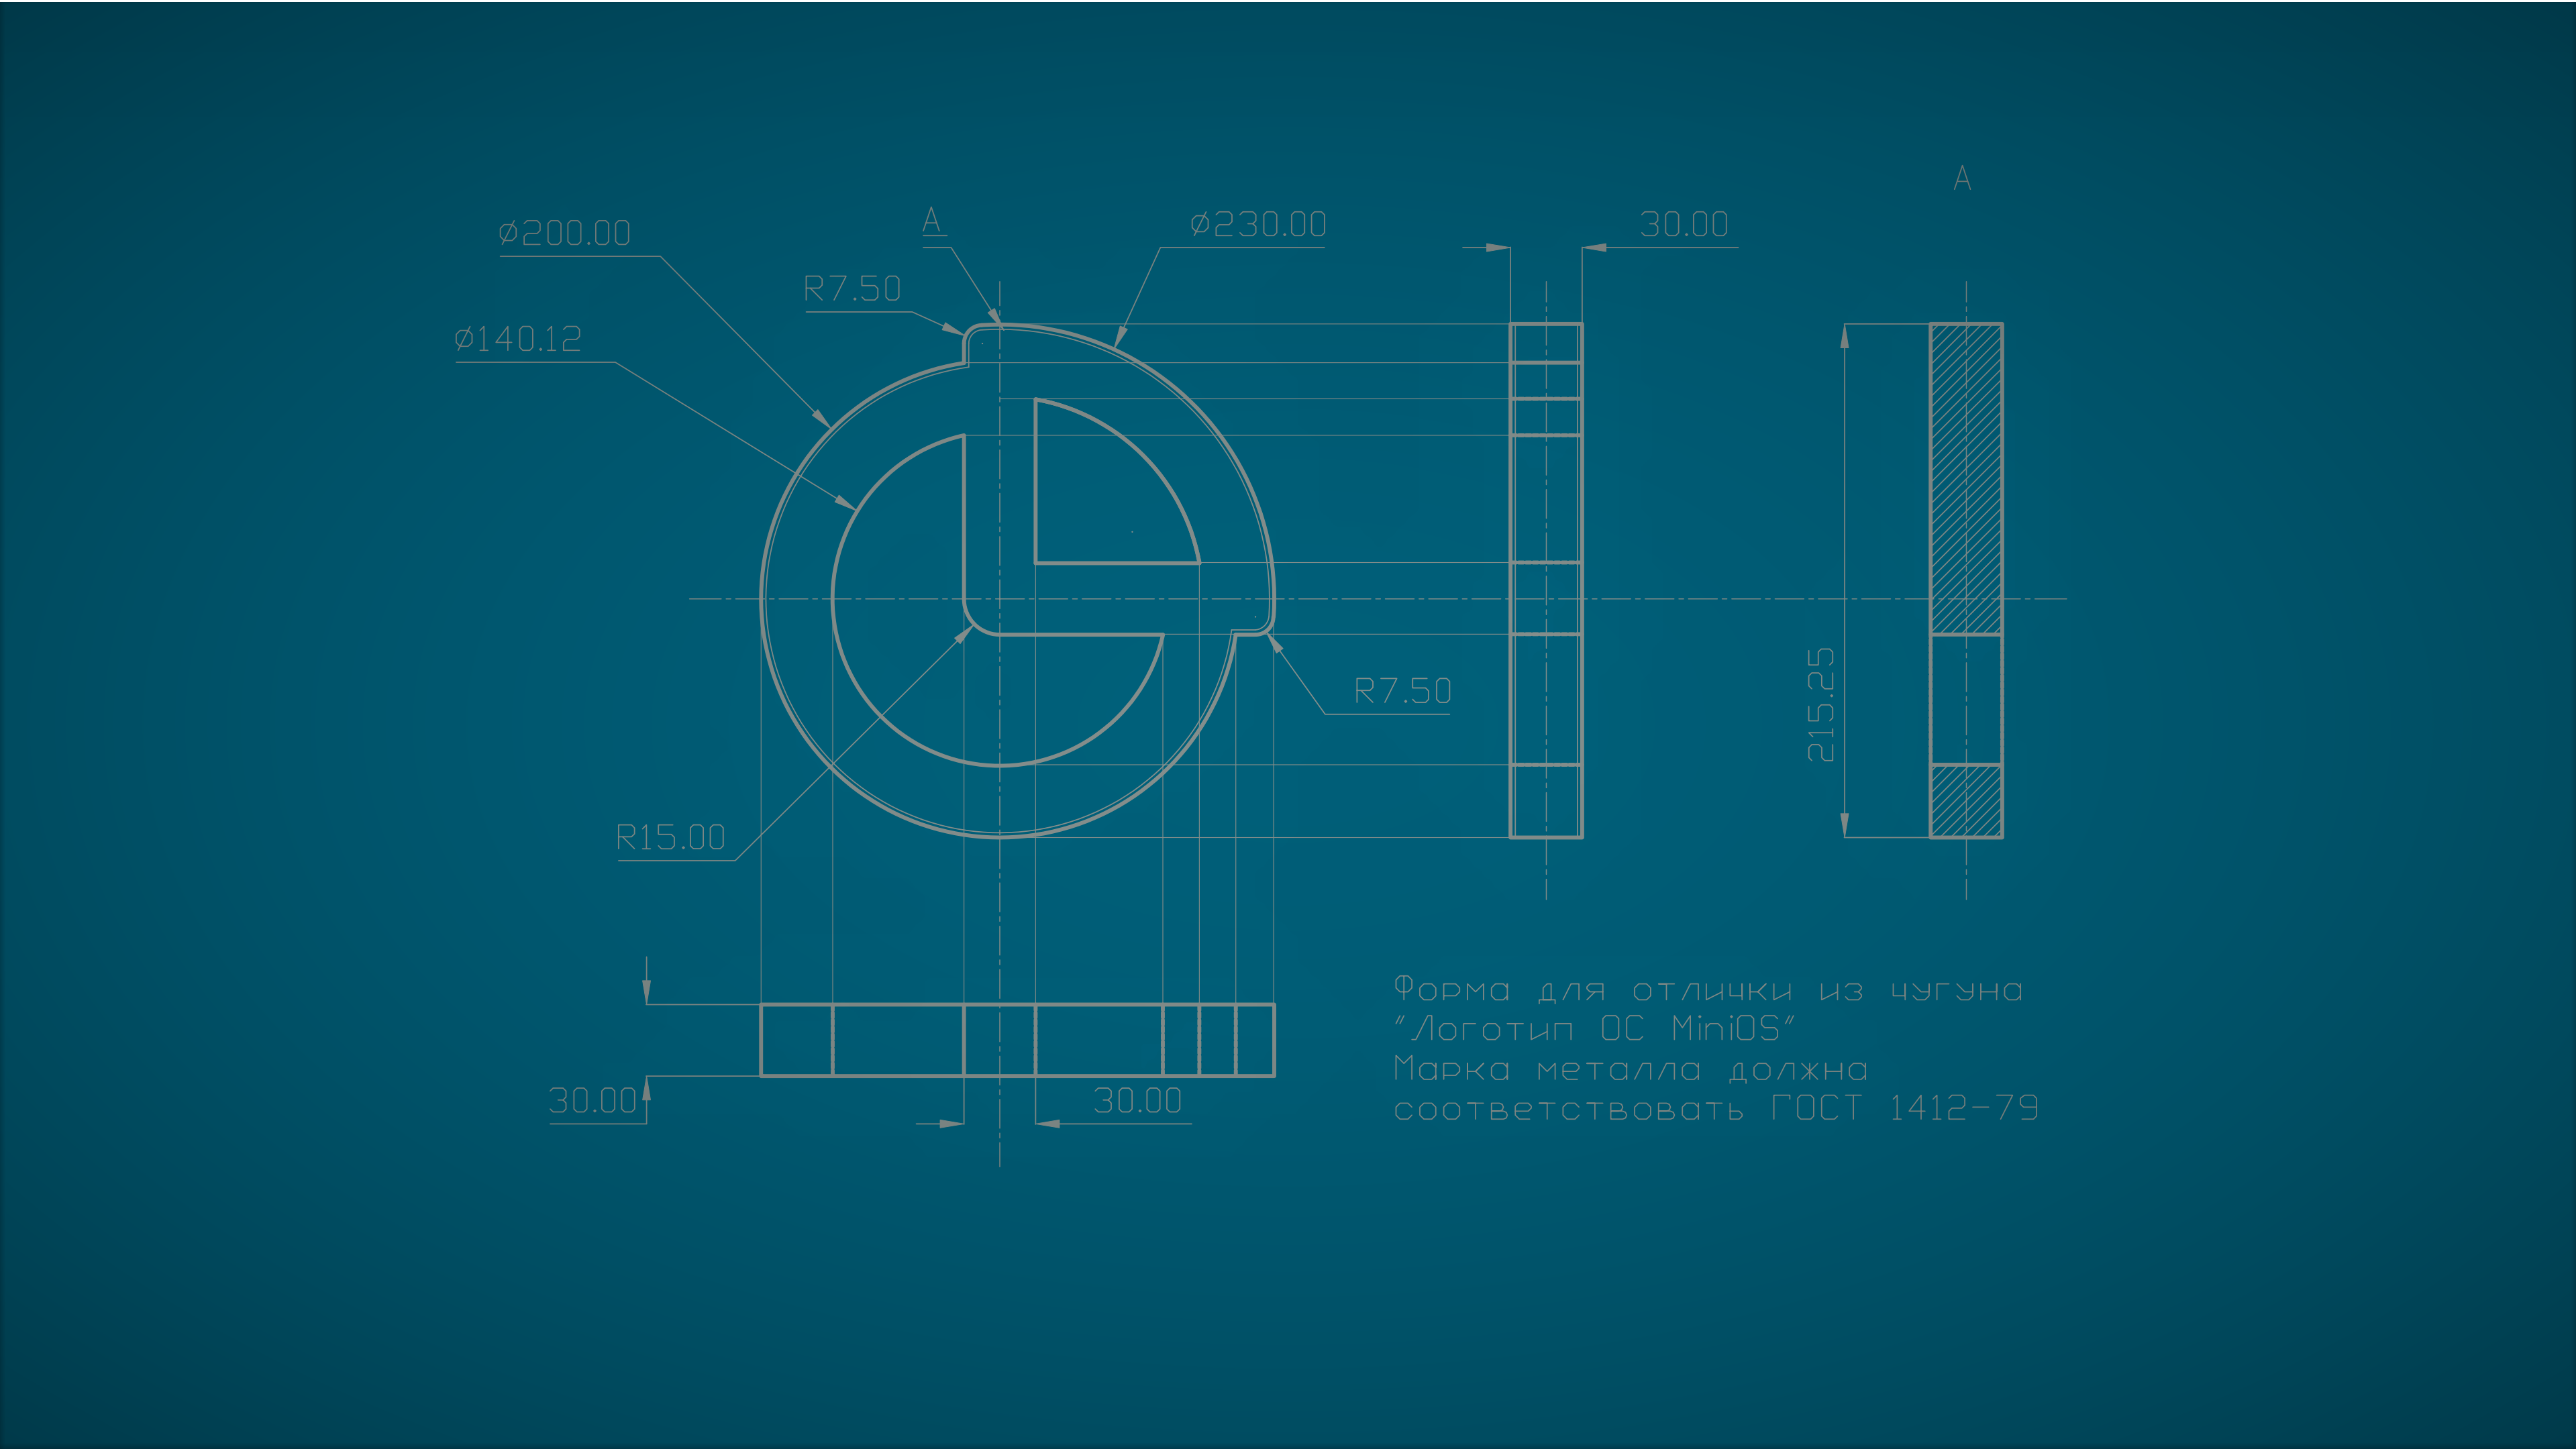 A
ø200.00
A
ø230.00
30.00
R7.50
ø140.12
R7.50
215.25
R15.00
Форма для отлички из чугуна
"Логотип ОС MiniOS"
Марка металла должна
30.00
30.00
соответствовать ГОСТ 1412-79